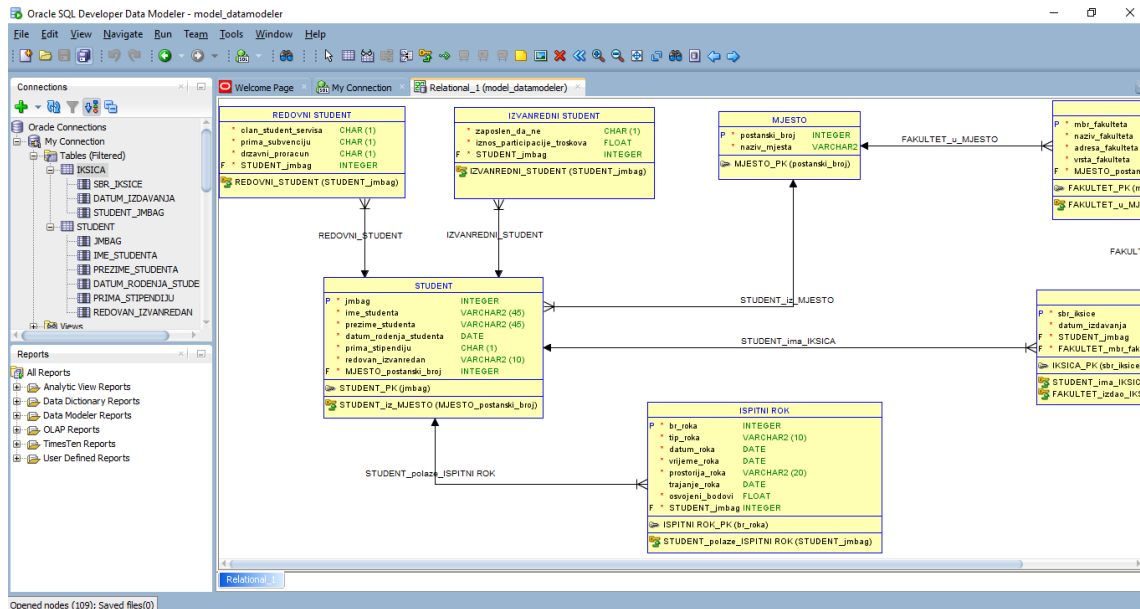 Oracle SQL Developer Data Modeler - model_datamodeler
File Edit View Navigate Run Team Tools Window Help
Connections
Welcome Page My Connection Relational_1 (model_datamodeler)
Oracle Connections
My Connection
Tables (Filtered)
IKSICA
SBR_IKSICE
DATUM_IZDAVANJA
STUDENT_JMBAG
STUDENT
JMBAG
IME_STUDENTA
PREZIME_STUDENTA
DATUM_RODENJA_STUDE
PRIMA_STIPENDIJU
REDOVAN_IZVANREDAN
Views
Reports
All Reports
Analytic View Reports
Data Dictionary Reports
Data Modeler Reports
OLAP Reports
TimesTen Reports
User Defined Reports
REDOVNI STUDENT
* clan_student_servisa CHAR (1)
* prima_subvenciju CHAR (1)
* drzavni_proracun CHAR (1)
F * STUDENT_jmbag INTEGER
REDOVNI_STUDENT (STUDENT_jmbag)
IZVANREDNI STUDENT
* zaposlen_da_ne CHAR (1)
* iznos_participacije_troskova FLOAT
F * STUDENT_jmbag INTEGER
IZVANREDNI_STUDENT (STUDENT_jmbag)
MJESTO
P * postanski_broj INTEGER
* naziv_mjesta VARCHAR2
MJESTO_PK (postanski_broj)
FAKULTET_u_MJESTO
P * mbr_fakulteta
* naziv_fakulteta
* adresa_fakulteta
* vrsta_fakulteta
F * MJESTO_postan
FAKULTET_PK (m
FAKULTET_u_MJ
REDOVNI_STUDENT
IZVANREDNI_STUDENT
FAKULT
STUDENT
P * jmbag INTEGER
* ime_studenta VARCHAR2 (45)
* prezime_studenta VARCHAR2 (45)
* datum_rodenja_studenta DATE
* prima_stipendiju CHAR (1)
* redovan_izvanredan VARCHAR2 (10)
F * MJESTO_postanski_broj INTEGER
STUDENT_PK (jmbag)
STUDENT_iz_MJESTO (MJESTO_postanski_broj)
STUDENT_iz_MJESTO
STUDENT_ima_IKSICA
P * sbr_iksice
* datum_izdavanja
F * STUDENT_jmbag
F * FAKULTET_mbr_fak
IKSICA_PK (sbr_iksice
STUDENT_ima_IKSIC
FAKULTET_izdao_IKS
STUDENT_polaze_ISPITNI ROK
ISPITNI ROK
P * br_roka INTEGER
* tip_roka VARCHAR2 (10)
* datum_roka DATE
* vrijeme_roka DATE
* prostorija_roka VARCHAR2 (20)
trajanje_roka DATE
* osvojeni_bodovi FLOAT
F * STUDENT_jmbag INTEGER
ISPITNI ROK_PK (br_roka)
STUDENT_polaze_ISPITNI ROK (STUDENT_jmbag)
Relational_1
Opened nodes (109); Saved files(0)